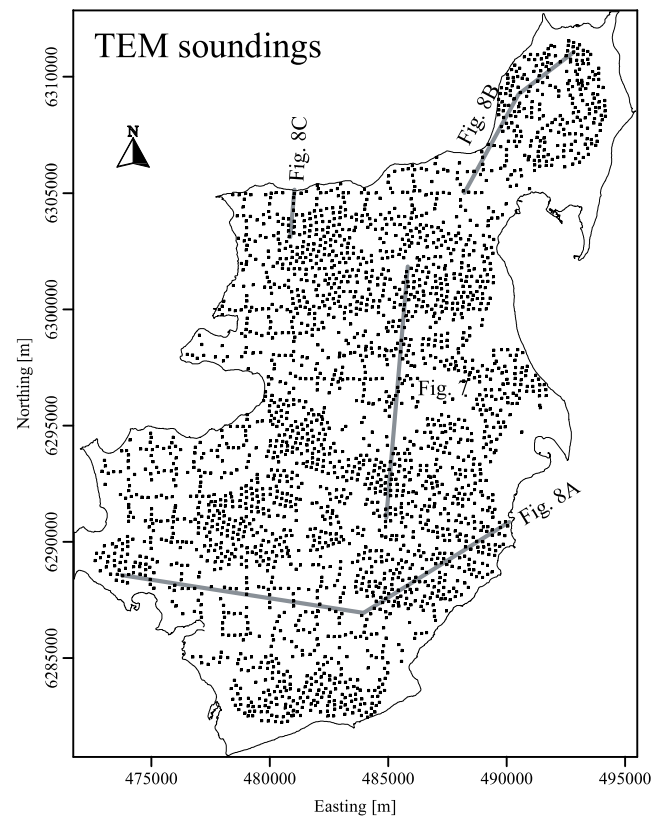 TEM soundings
N
Fig. 8C
Fig. 8B
Fig. 7
Fig. 8A
Northing [m]
6310000
6305000
6300000
6295000
6290000
6285000
475000 480000 485000 490000 495000
Easting [m]